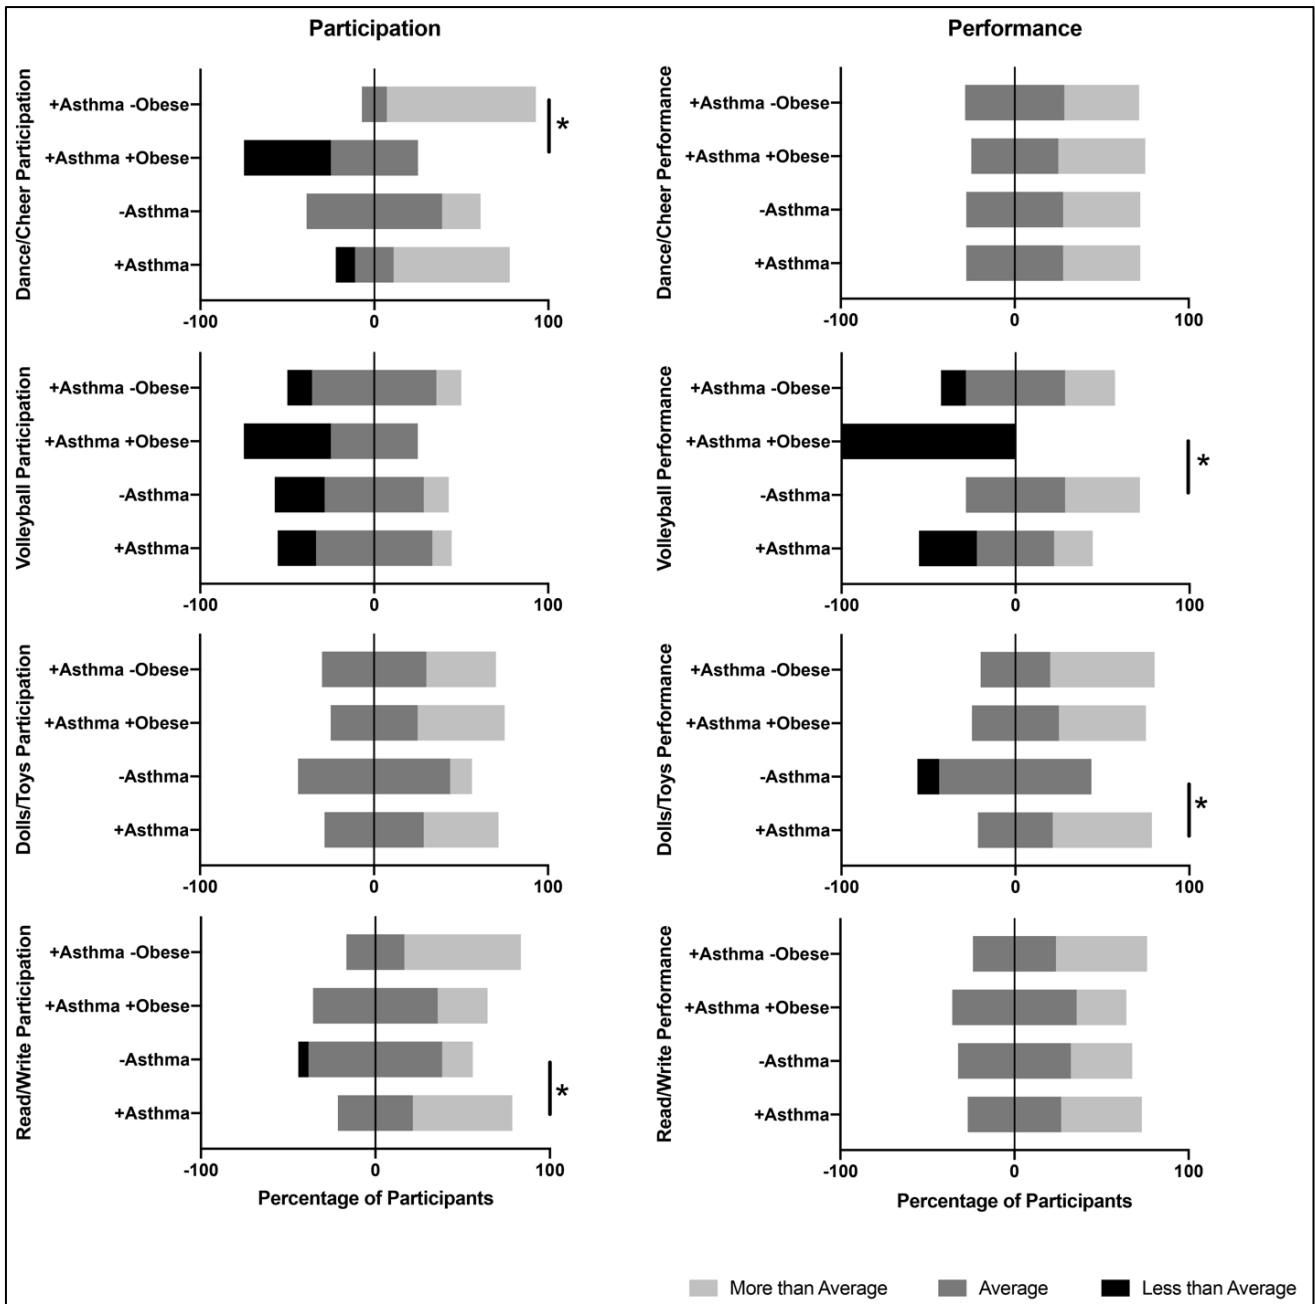 Participation
Dance/Cheer Participation
+Asthma -Obese
+Asthma +Obese
-Asthma
+Asthma
*
-100 0 100
Performance
Dance/Cheer Performance
+Asthma -Obese
+Asthma +Obese
-Asthma
+Asthma
-100 0 100
Volleyball Participation
+Asthma -Obese
+Asthma +Obese
-Asthma
+Asthma
-100 0 100
Volleyball Performance
+Asthma -Obese
+Asthma +Obese
-Asthma
+Asthma
*
-100 0 100
Dolls/Toys Participation
+Asthma -Obese
+Asthma +Obese
-Asthma
+Asthma
-100 0 100
Dolls/Toys Performance
+Asthma -Obese
+Asthma +Obese
-Asthma
+Asthma
*
-100 0 100
Read/Write Participation
+Asthma -Obese
+Asthma +Obese
-Asthma
+Asthma
*
-100 0 100
Percentage of Participants
Read/Write Performance
+Asthma -Obese
+Asthma +Obese
-Asthma
+Asthma
-100 0 100
Percentage of Participants
More than Average Average Less than Average